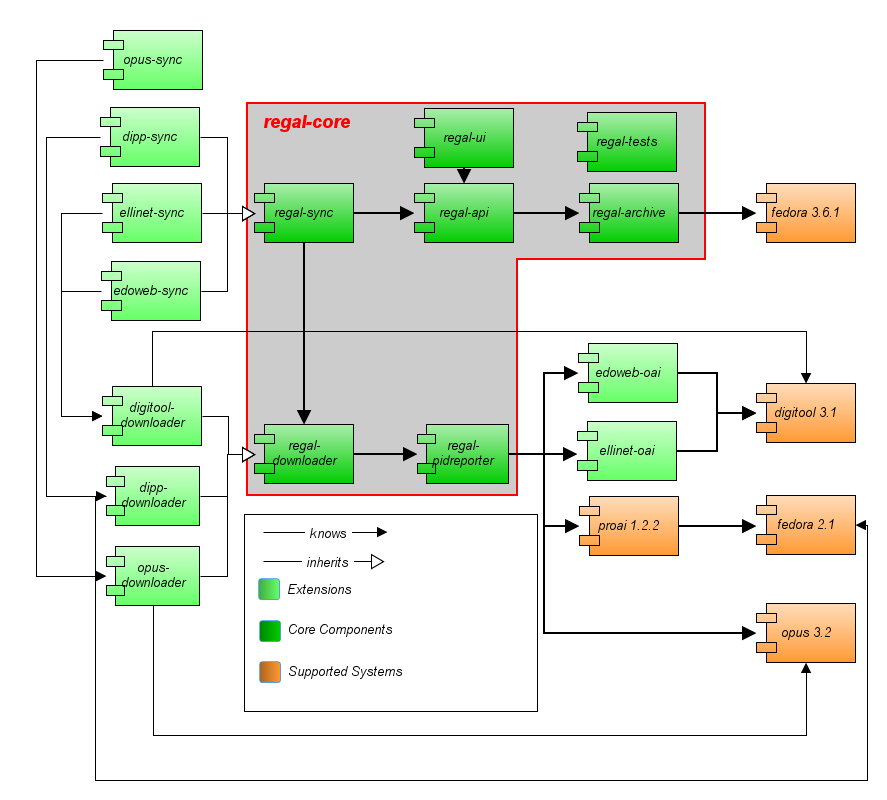 opus-sync
dipp-sync
regal-core
regal-ui
regal-tests
ellinet-sync
regal-sync
regal-api
regal-archive
fedora 3.6.1
edoweb-sync
edoweb-oai
digitool-
downloader
digitool 3.1
regal-
downloader
regal-
pidreporter
ellinet-oai
dipp-
downloader
proai 1.2.2
fedora 2.1
knows
inherits
opus-
downloader
Extensions
Core Components
opus 3.2
Supported Systems